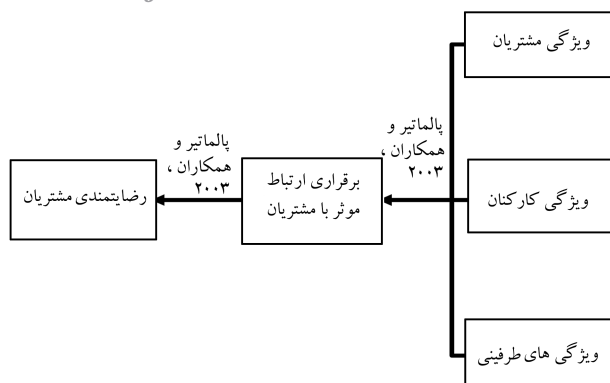 ویژگی مشتریان
پالماتیر و
همکاران ،
۲۰۰۳
ویژگی کارکنان
ویژگی های طرفینی
برقراری ارتباط
موثر با مشتریان
پالماتیر و
همکاران ،
۲۰۰۳
رضایتمندی مشتریان